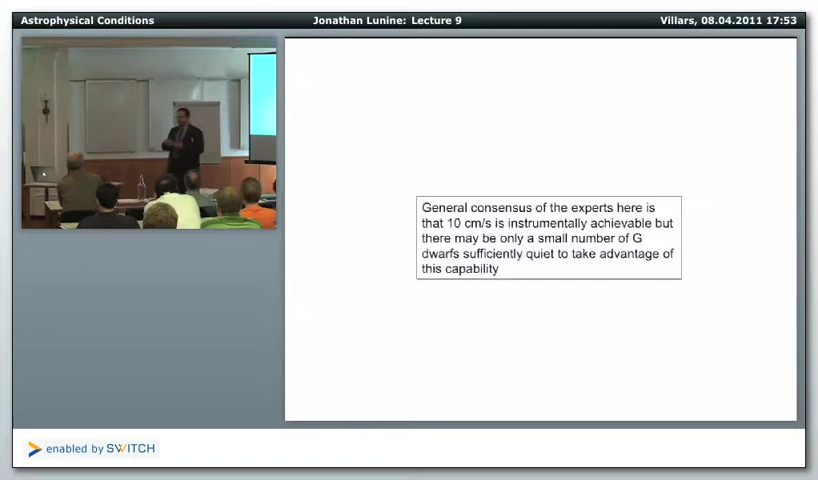 Astrophysical Conditions
Jonathan Lunine: Lecture 9
Villars, 08.04.2011 17:53
General consensus of the experts here is
that 10 cm/s is instrumentally achievable but
there may be only a small number of G
dwarfs sufficiently quiet to take advantage of
this capability
enabled by SWITCH